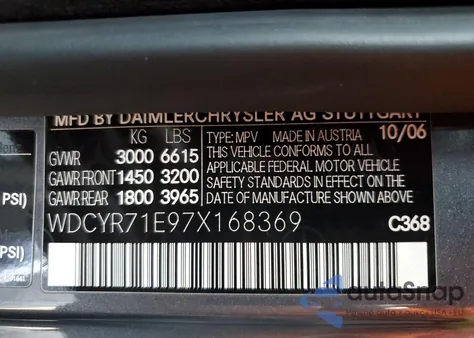 MFD BY DAIMLERCHRYSLER AG STUTTGART
KG LBS TYPE: MPV MADE IN AUSTRIA 10/06
GVWR 3000 6615 THIS VEHICLE CONFORMS TO ALL
GAWR FRONT 1450 3200 APPLICABLE FEDERAL MOTOR VEHICLE
GAWR REAR 1800 3965 STANDARDS IN EFFECT ON THE
DATE OF MANUFACTURE SHOWN ABOVE.
WDCYR71E97X168369 C368
PSI)
PSI)
autoSnap